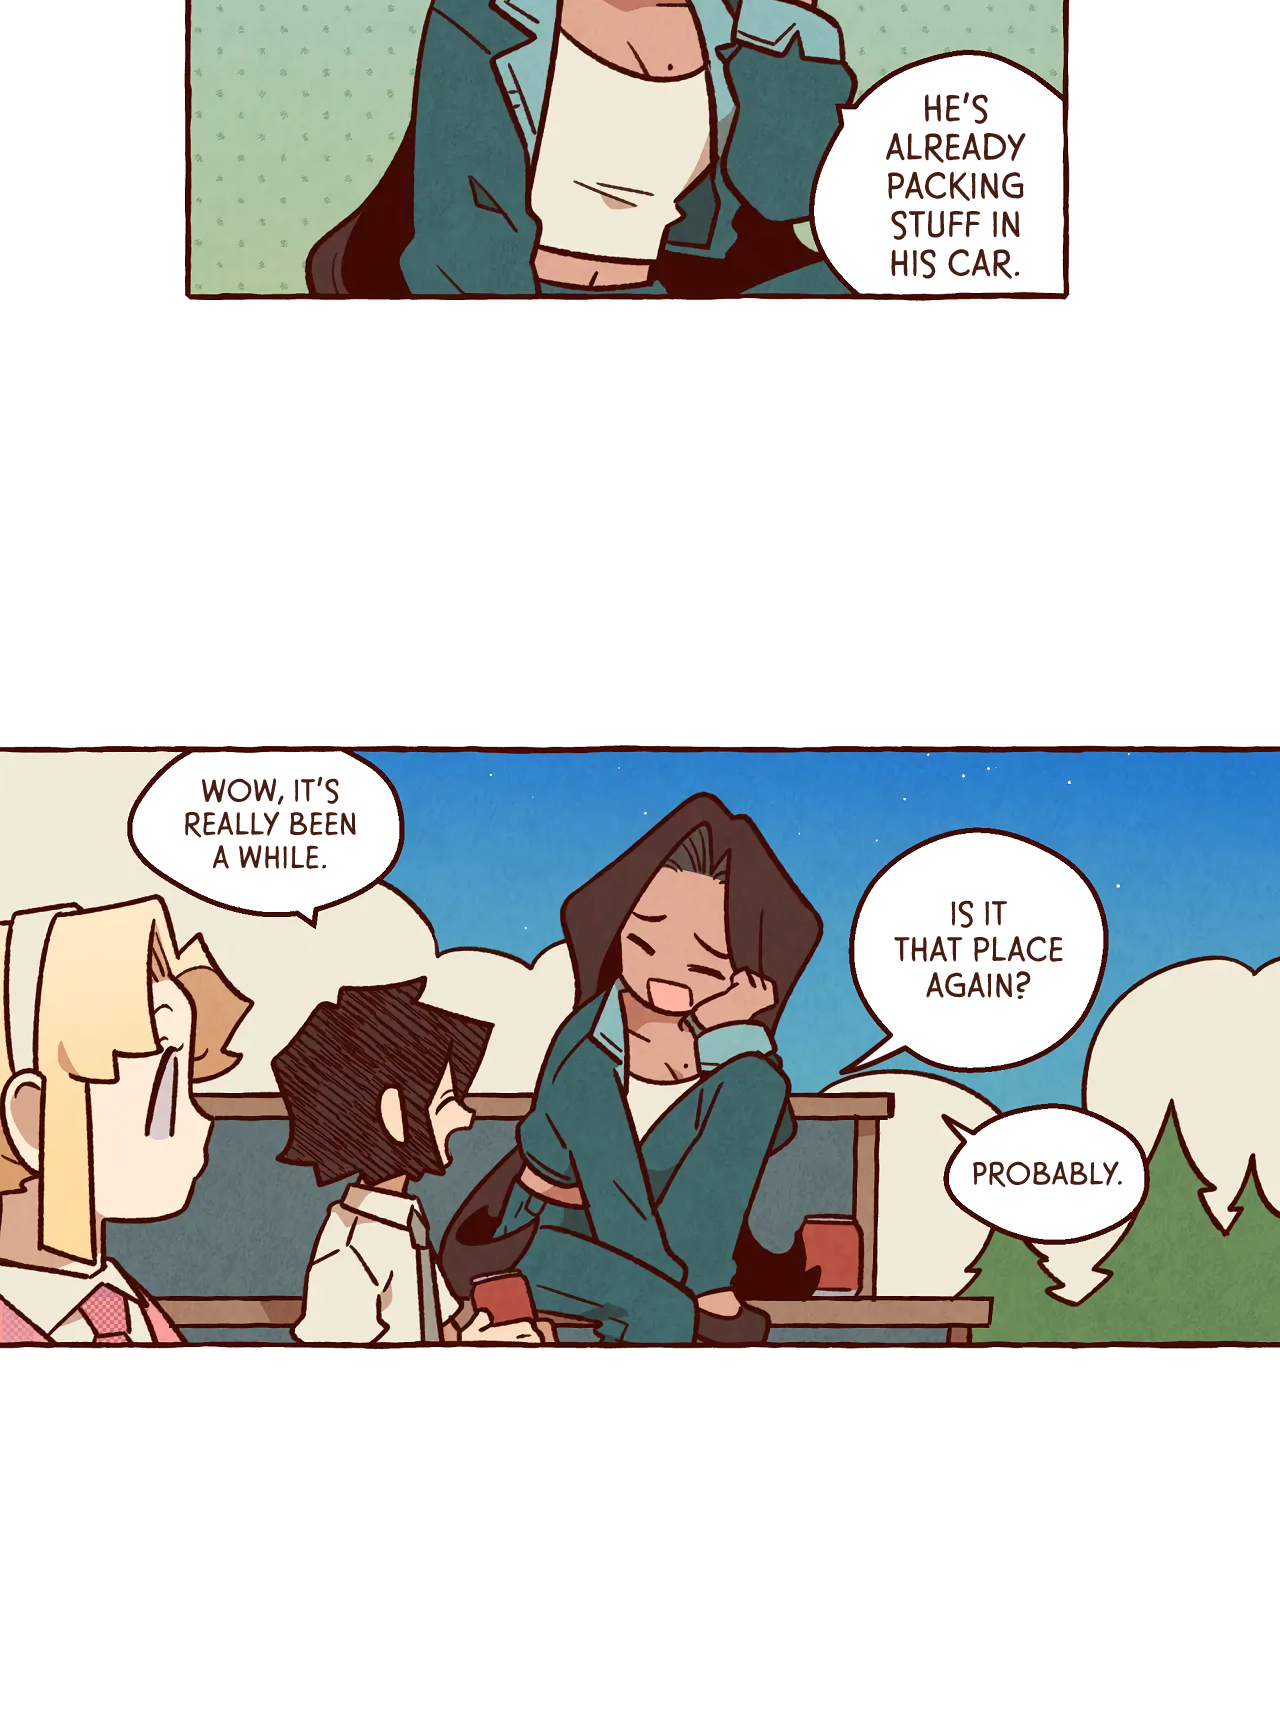 HE'S
ALREADY
PACKING
STUFF IN
HIS CAR.
WOW, IT'S
REALLY BEEN
A WHILE.
IS IT
THAT PLACE
AGAIN?
PROBABLY.